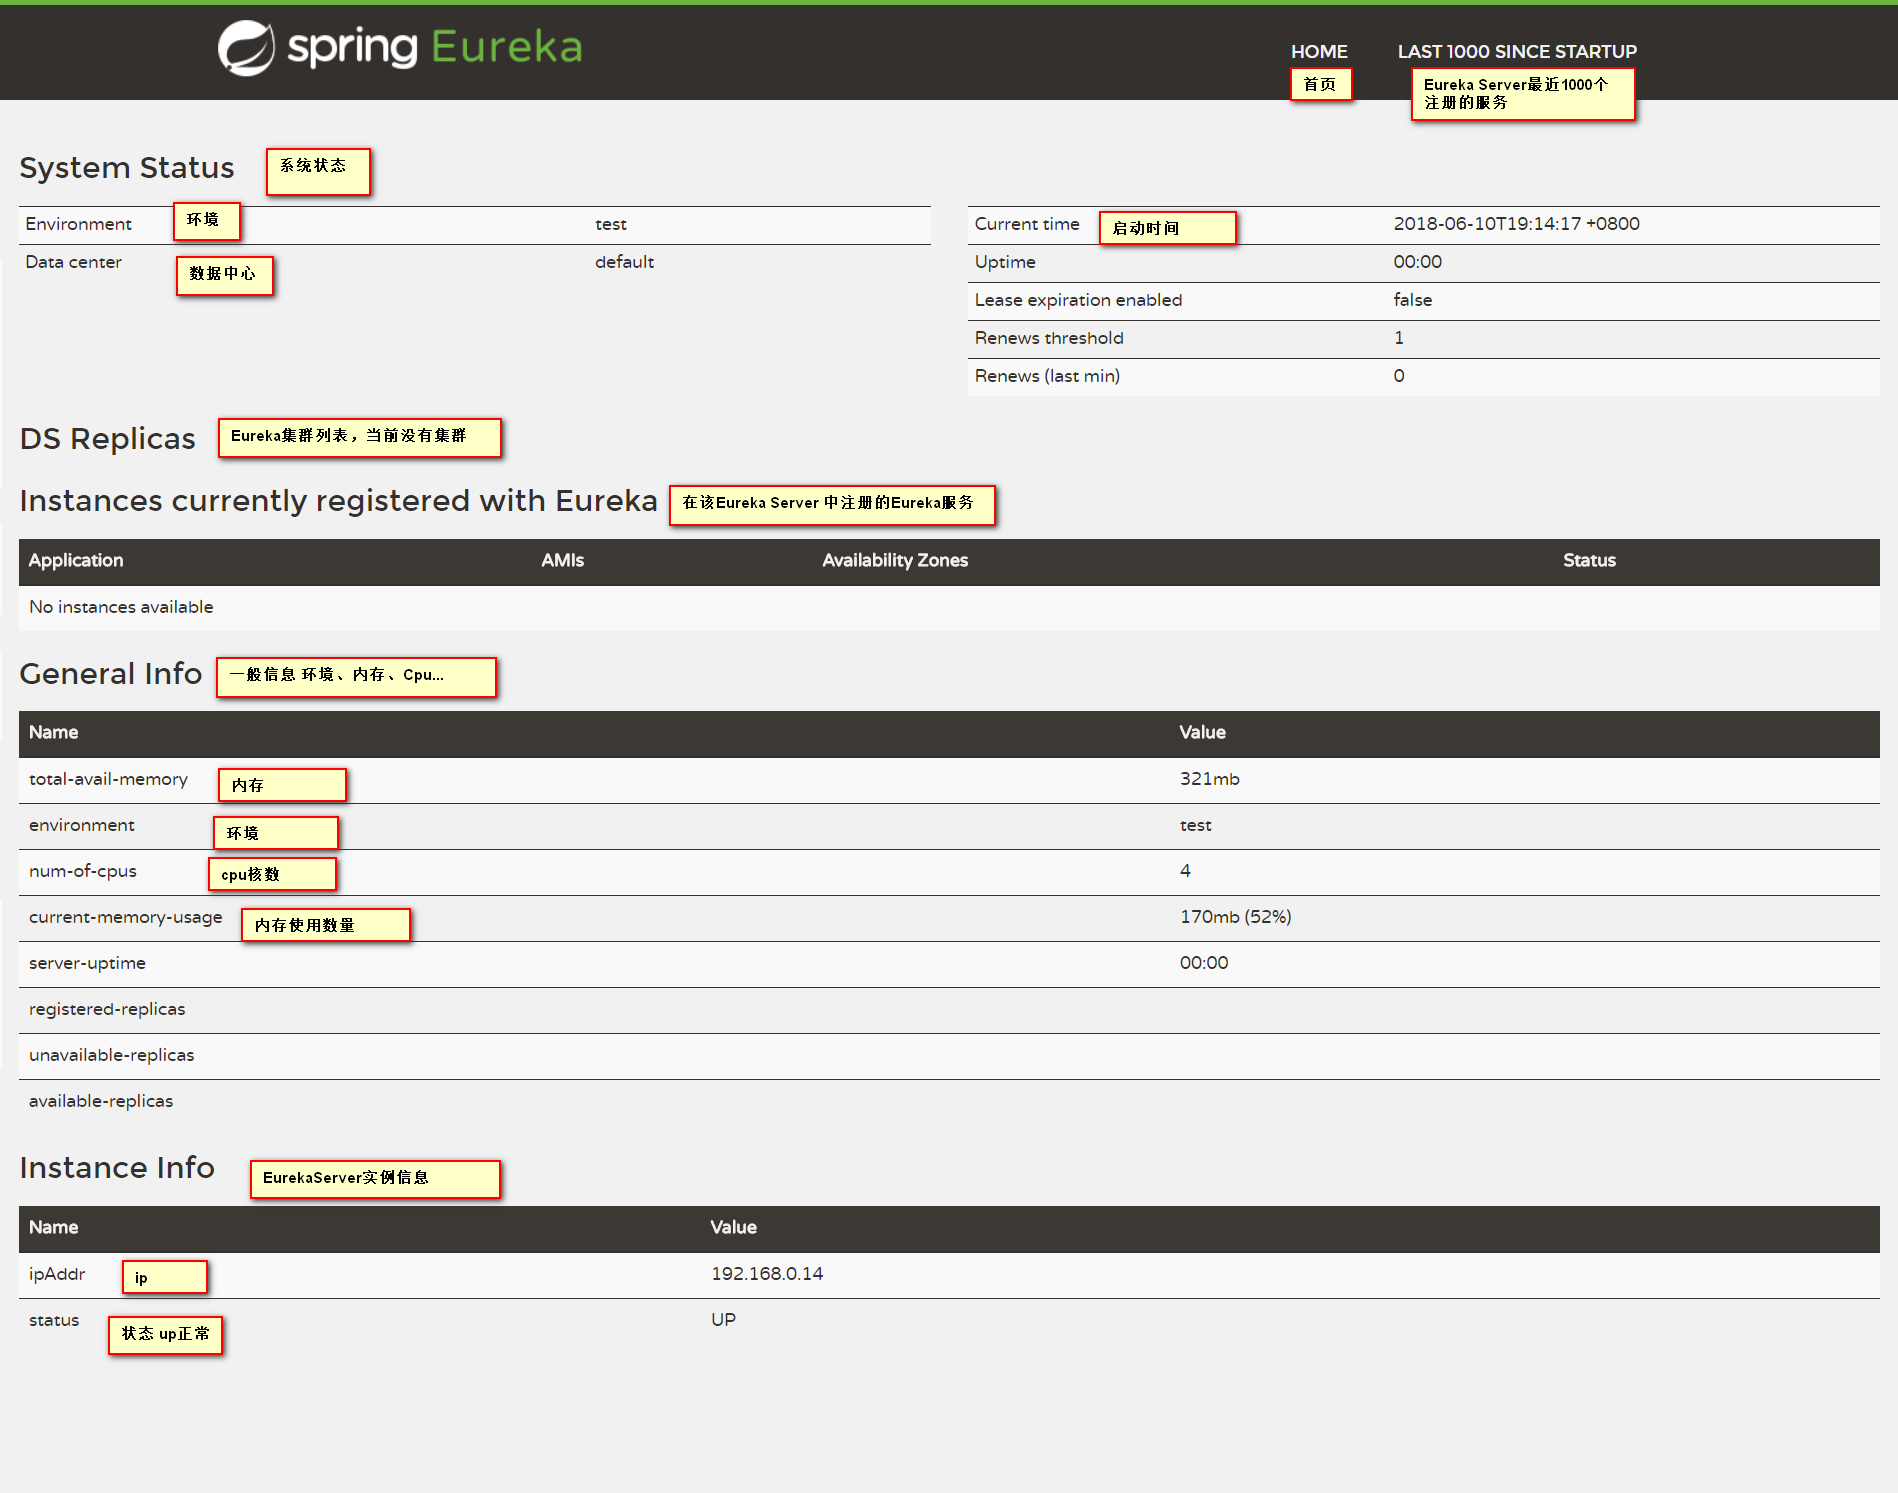 spring Eureka
HOME
LAST 1000 SINCE STARTUP
首页
Eureka Server最近1000个
注册的服务
System Status
系统状态
Environment
环境
test
Data center
数据中心
default
Current time
启动时间
2018-06-10T19:14:17 +0800
Uptime
00:00
Lease expiration enabled
false
Renews threshold
1
Renews (last min)
0
DS Replicas
Eureka集群列表，当前没有集群
Instances currently registered with Eureka
在该Eureka Server 中注册的Eureka服务
Application
AMIs
Availability Zones
Status
No instances available
General Info
一般信息 环境、内存、Cpu...
Name
Value
total-avail-memory
内存
321mb
environment
环境
test
num-of-cpus
cpu核数
4
current-memory-usage
内存使用数量
170mb (52%)
server-uptime
00:00
registered-replicas
unavailable-replicas
available-replicas
Instance Info
EurekaServer实例信息
Name
Value
ipAddr
ip
192.168.0.14
status
状态 up正常
UP